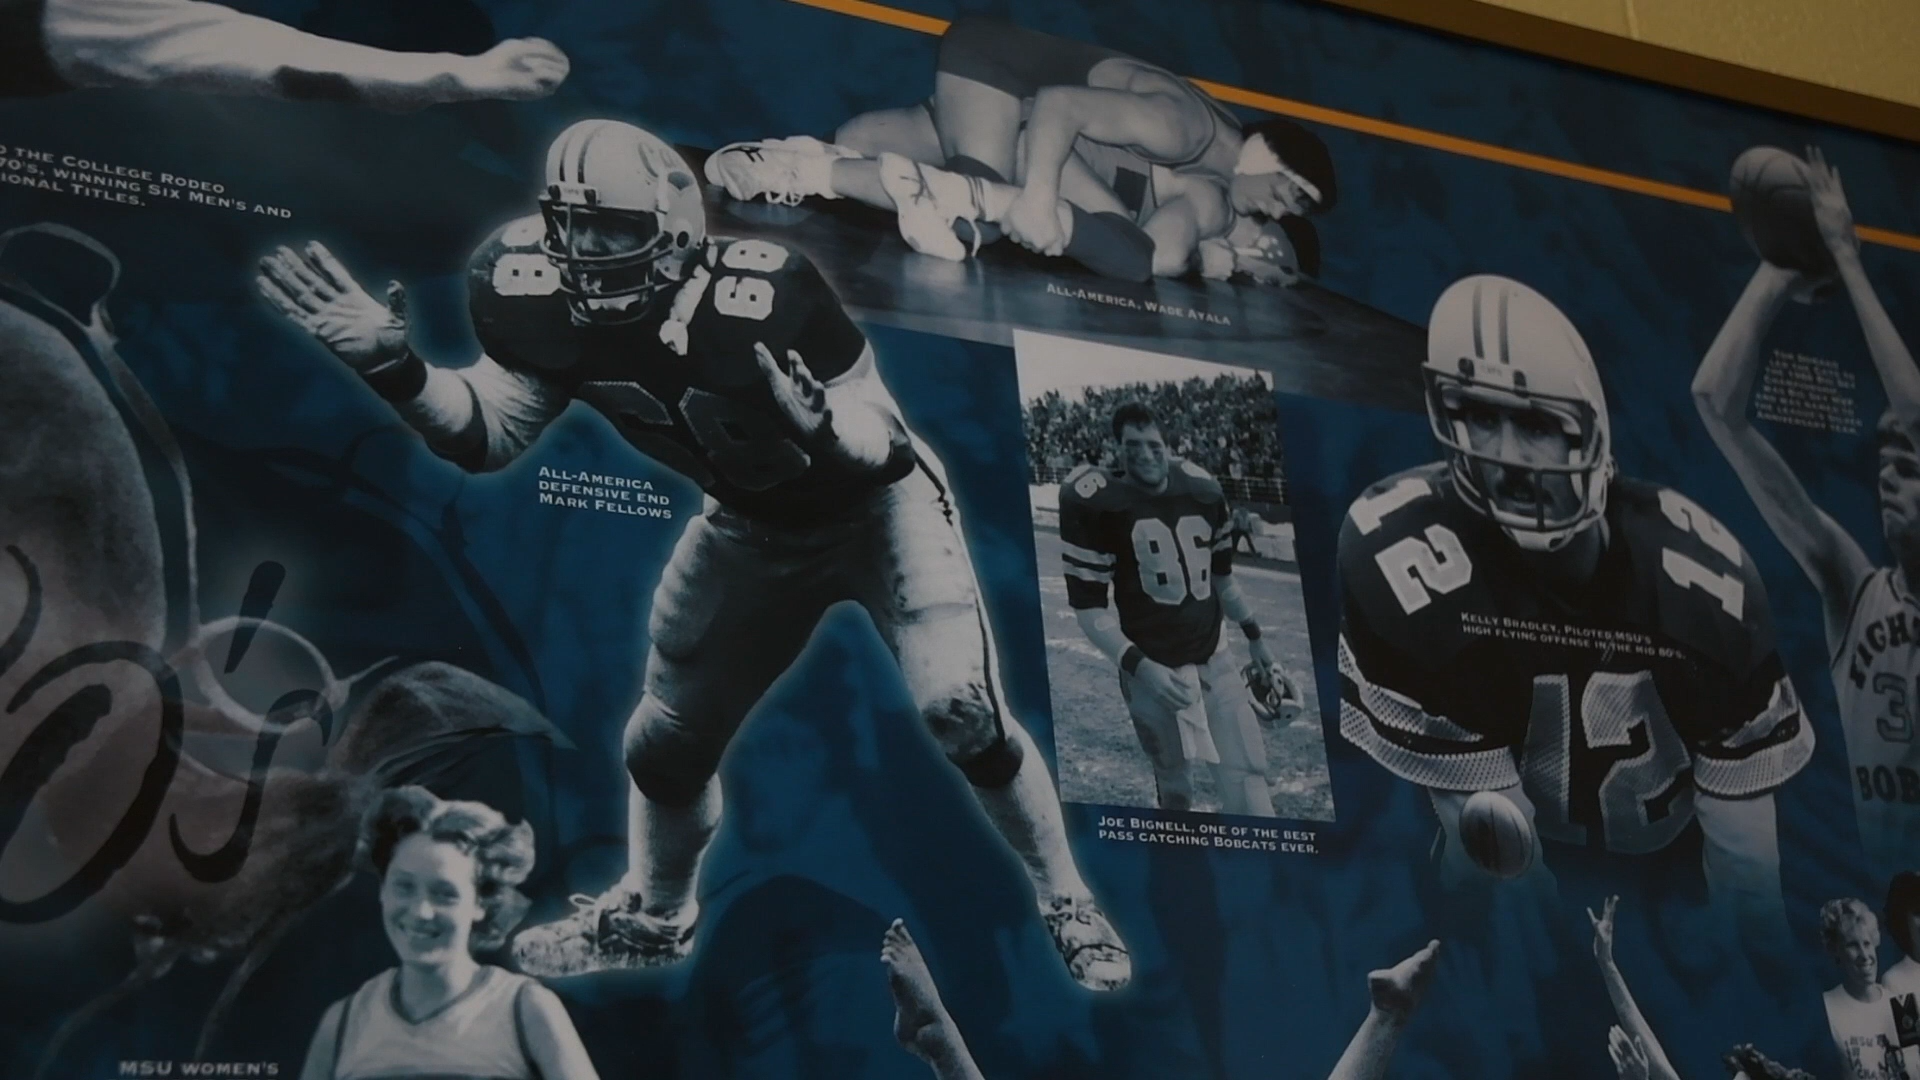 THE COLLEGE RODEO
70'S, WINNING SIX MEN'S AND
IONAL TITLES.
ALL-AMERICA, WADE AYALA
ALL-AMERICA
DEFENSIVE END
MARK FELLOWS
68
86
JOE BIGNELL, ONE OF THE BEST
PASS CATCHING BOBCATS EVER.
12
12
KELLY BRADLEY, PILOTED MSU'S
HIGH FLYING OFFENSE IN THE MID 80'S.
12
MSU WOMEN'S